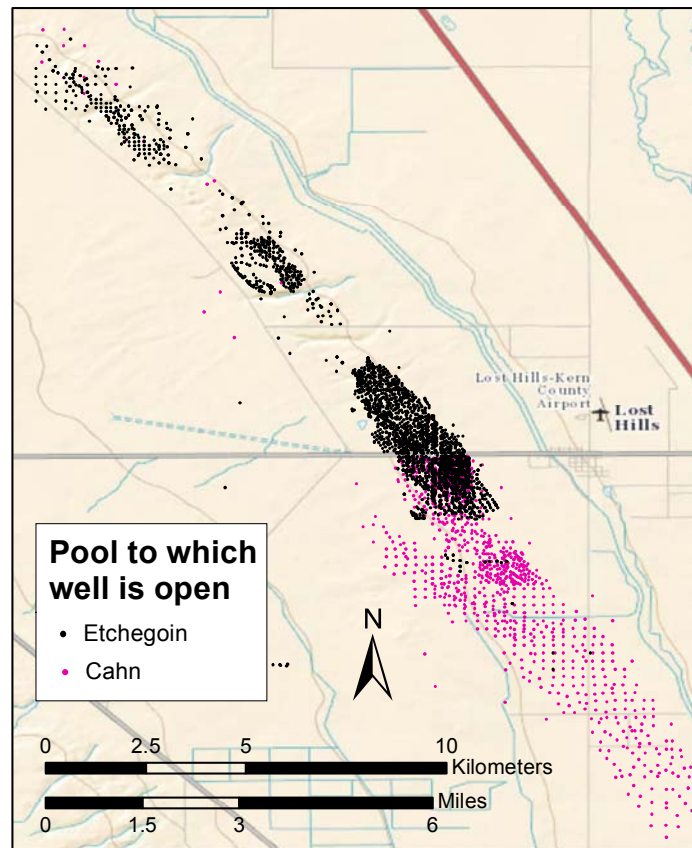 Lost Hills-Kern
County
Airport
Lost
Hills
Pool to which
well is open
Etchegoin
Cahn
N
0 2.5 5 10
Kilometers
Miles
0 1.5 3 6